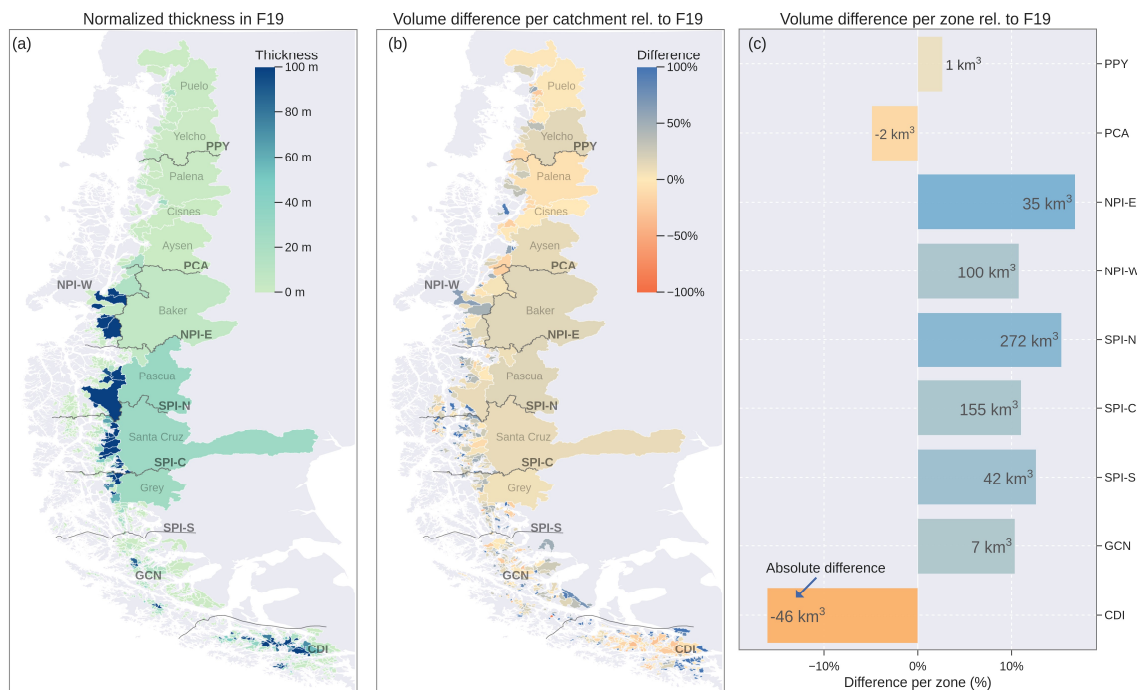 Normalized thickness in F19
(a)
Thickness
100 m
80 m
60 m
40 m
20 m
0 m
Puelo
Yelcho
PPY
Palena
Cisnes
Aysen
PCA
NPI-W
Baker
NPI-E
Pascua
SPI-N
Santa Cruz
SPI-C
Grey
SPI-S
GCN
CDI
Volume difference per catchment rel. to F19
(b)
Difference
100%
50%
0%
−50%
−100%
Puelo
Yelcho
PPY
Palena
Cisnes
Aysen
PCA
NPI-W
Baker
NPI-E
Pascua
SPI-N
Santa Cruz
SPI-C
Grey
SPI-S
GCN
CDI
Volume difference per zone rel. to F19
(c)
1 km³ PPY
-2 km³ PCA
35 km³ NPI-E
100 km³ NPI-W
272 km³ SPI-N
155 km³ SPI-C
42 km³ SPI-S
7 km³ GCN
Absolute difference
-46 km³ CDI
−10% 0% 10%
Difference per zone (%)